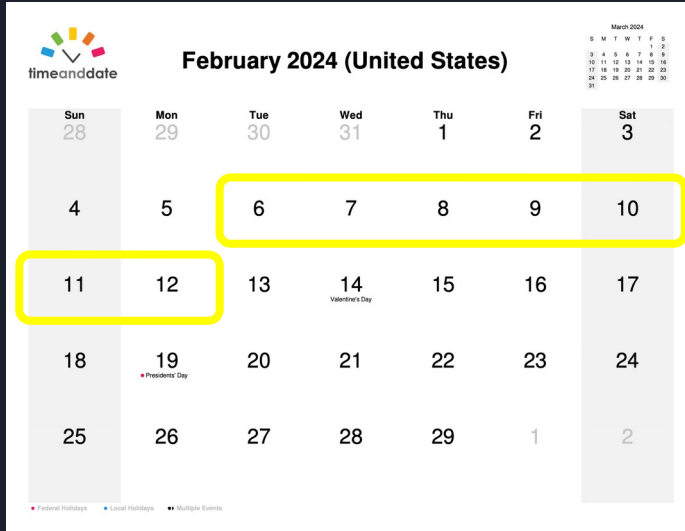 March 2024
S M T W T F S
1 2
3 4 5 6 7 8 9
10 11 12 13 14 15 16
17 18 19 20 21 22 23
24 25 26 27 28 29 30
31
timeanddate
February 2024 (United States)
Sun Mon Tue Wed Thu Fri Sat
28 29 30 31 1 2 3
4 5 6 7 8 9 10
11 12 13 14 15 16 17
Valentine's Day
18 19 20 21 22 23 24
Presidents' Day
25 26 27 28 29 1 2
Federal Holidays Local Holidays Multiple Events